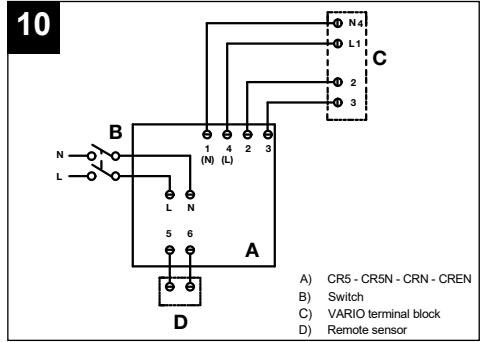 10
N 4
L 1
C
2
3
B
1 4 2 3
(N) (L)
N
L
L N
5 6
A
D
A) CR5 - CR5N - CRN - CREN
B) Switch
C) VARIO terminal block
D) Remote sensor